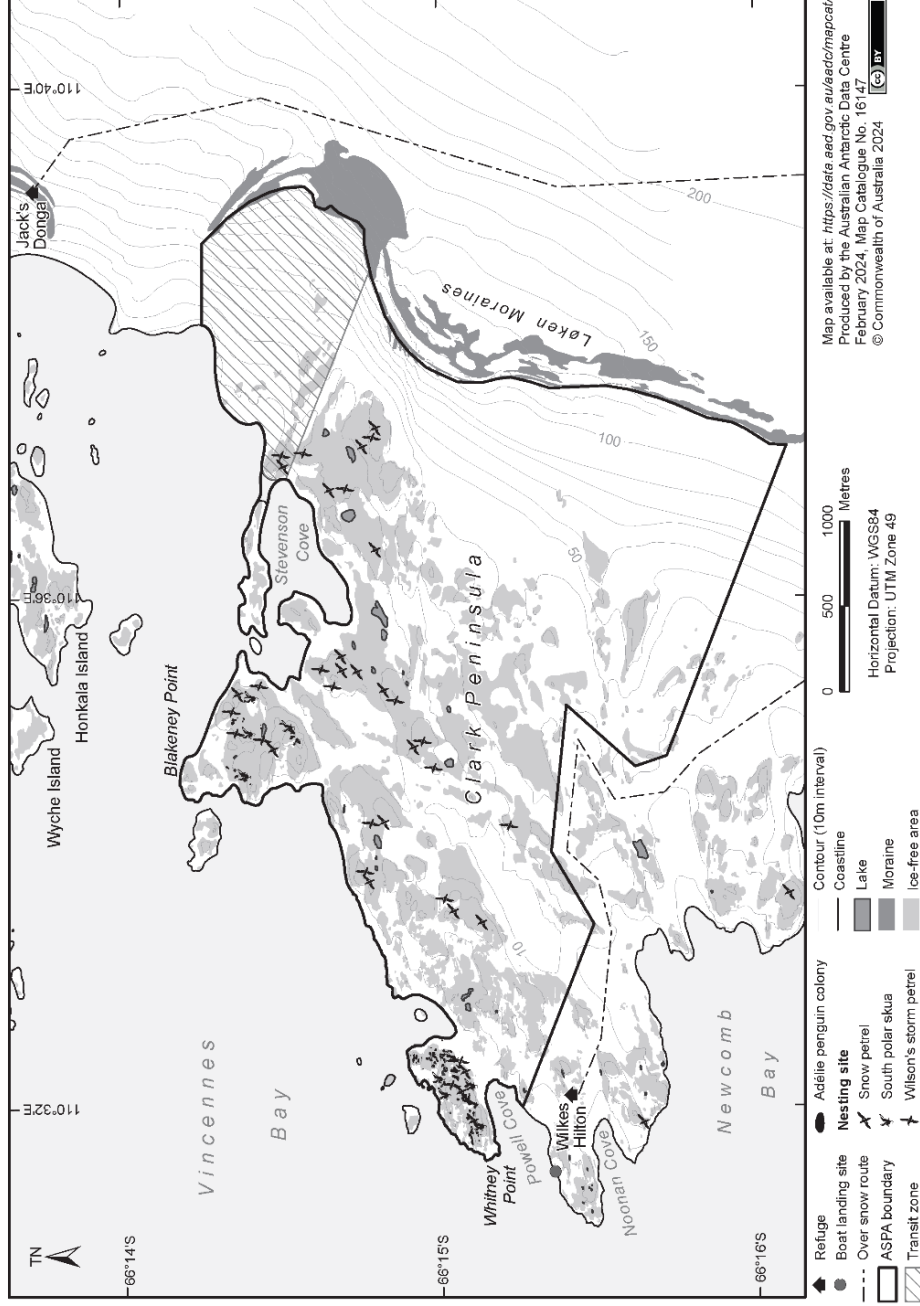 TN
110°32'E
110°36'E
110°40'E
66°14'S
66°15'S
66°16'S
Wyche Island
Honkala Island
Jack's
Donga
Vincennes
Bay
Blakeney Point
Stevenson
Cove
Clark Peninsula
Løken Moraines
Whitney
Point
Powell Cove
Wilkes
Hilton
Noonan Cove
Newcomb
Bay
10
50
100
150
200
Refuge
Boat landing site
Over snow route
ASPA boundary
Transit zone
Adélie penguin colony
Nesting site
Snow petrel
South polar skua
Wilson's storm petrel
Contour (10m interval)
Coastline
Lake
Moraine
Ice-free area
0 500 1000
Metres
Horizontal Datum: WGS84
Projection: UTM Zone 49
Map available at: https://data.aad.gov.au/aadc/mapcat/
Produced by the Australian Antarctic Data Centre
February 2024, Map Catalogue No. 16147
© Commonwealth of Australia 2024
cc BY